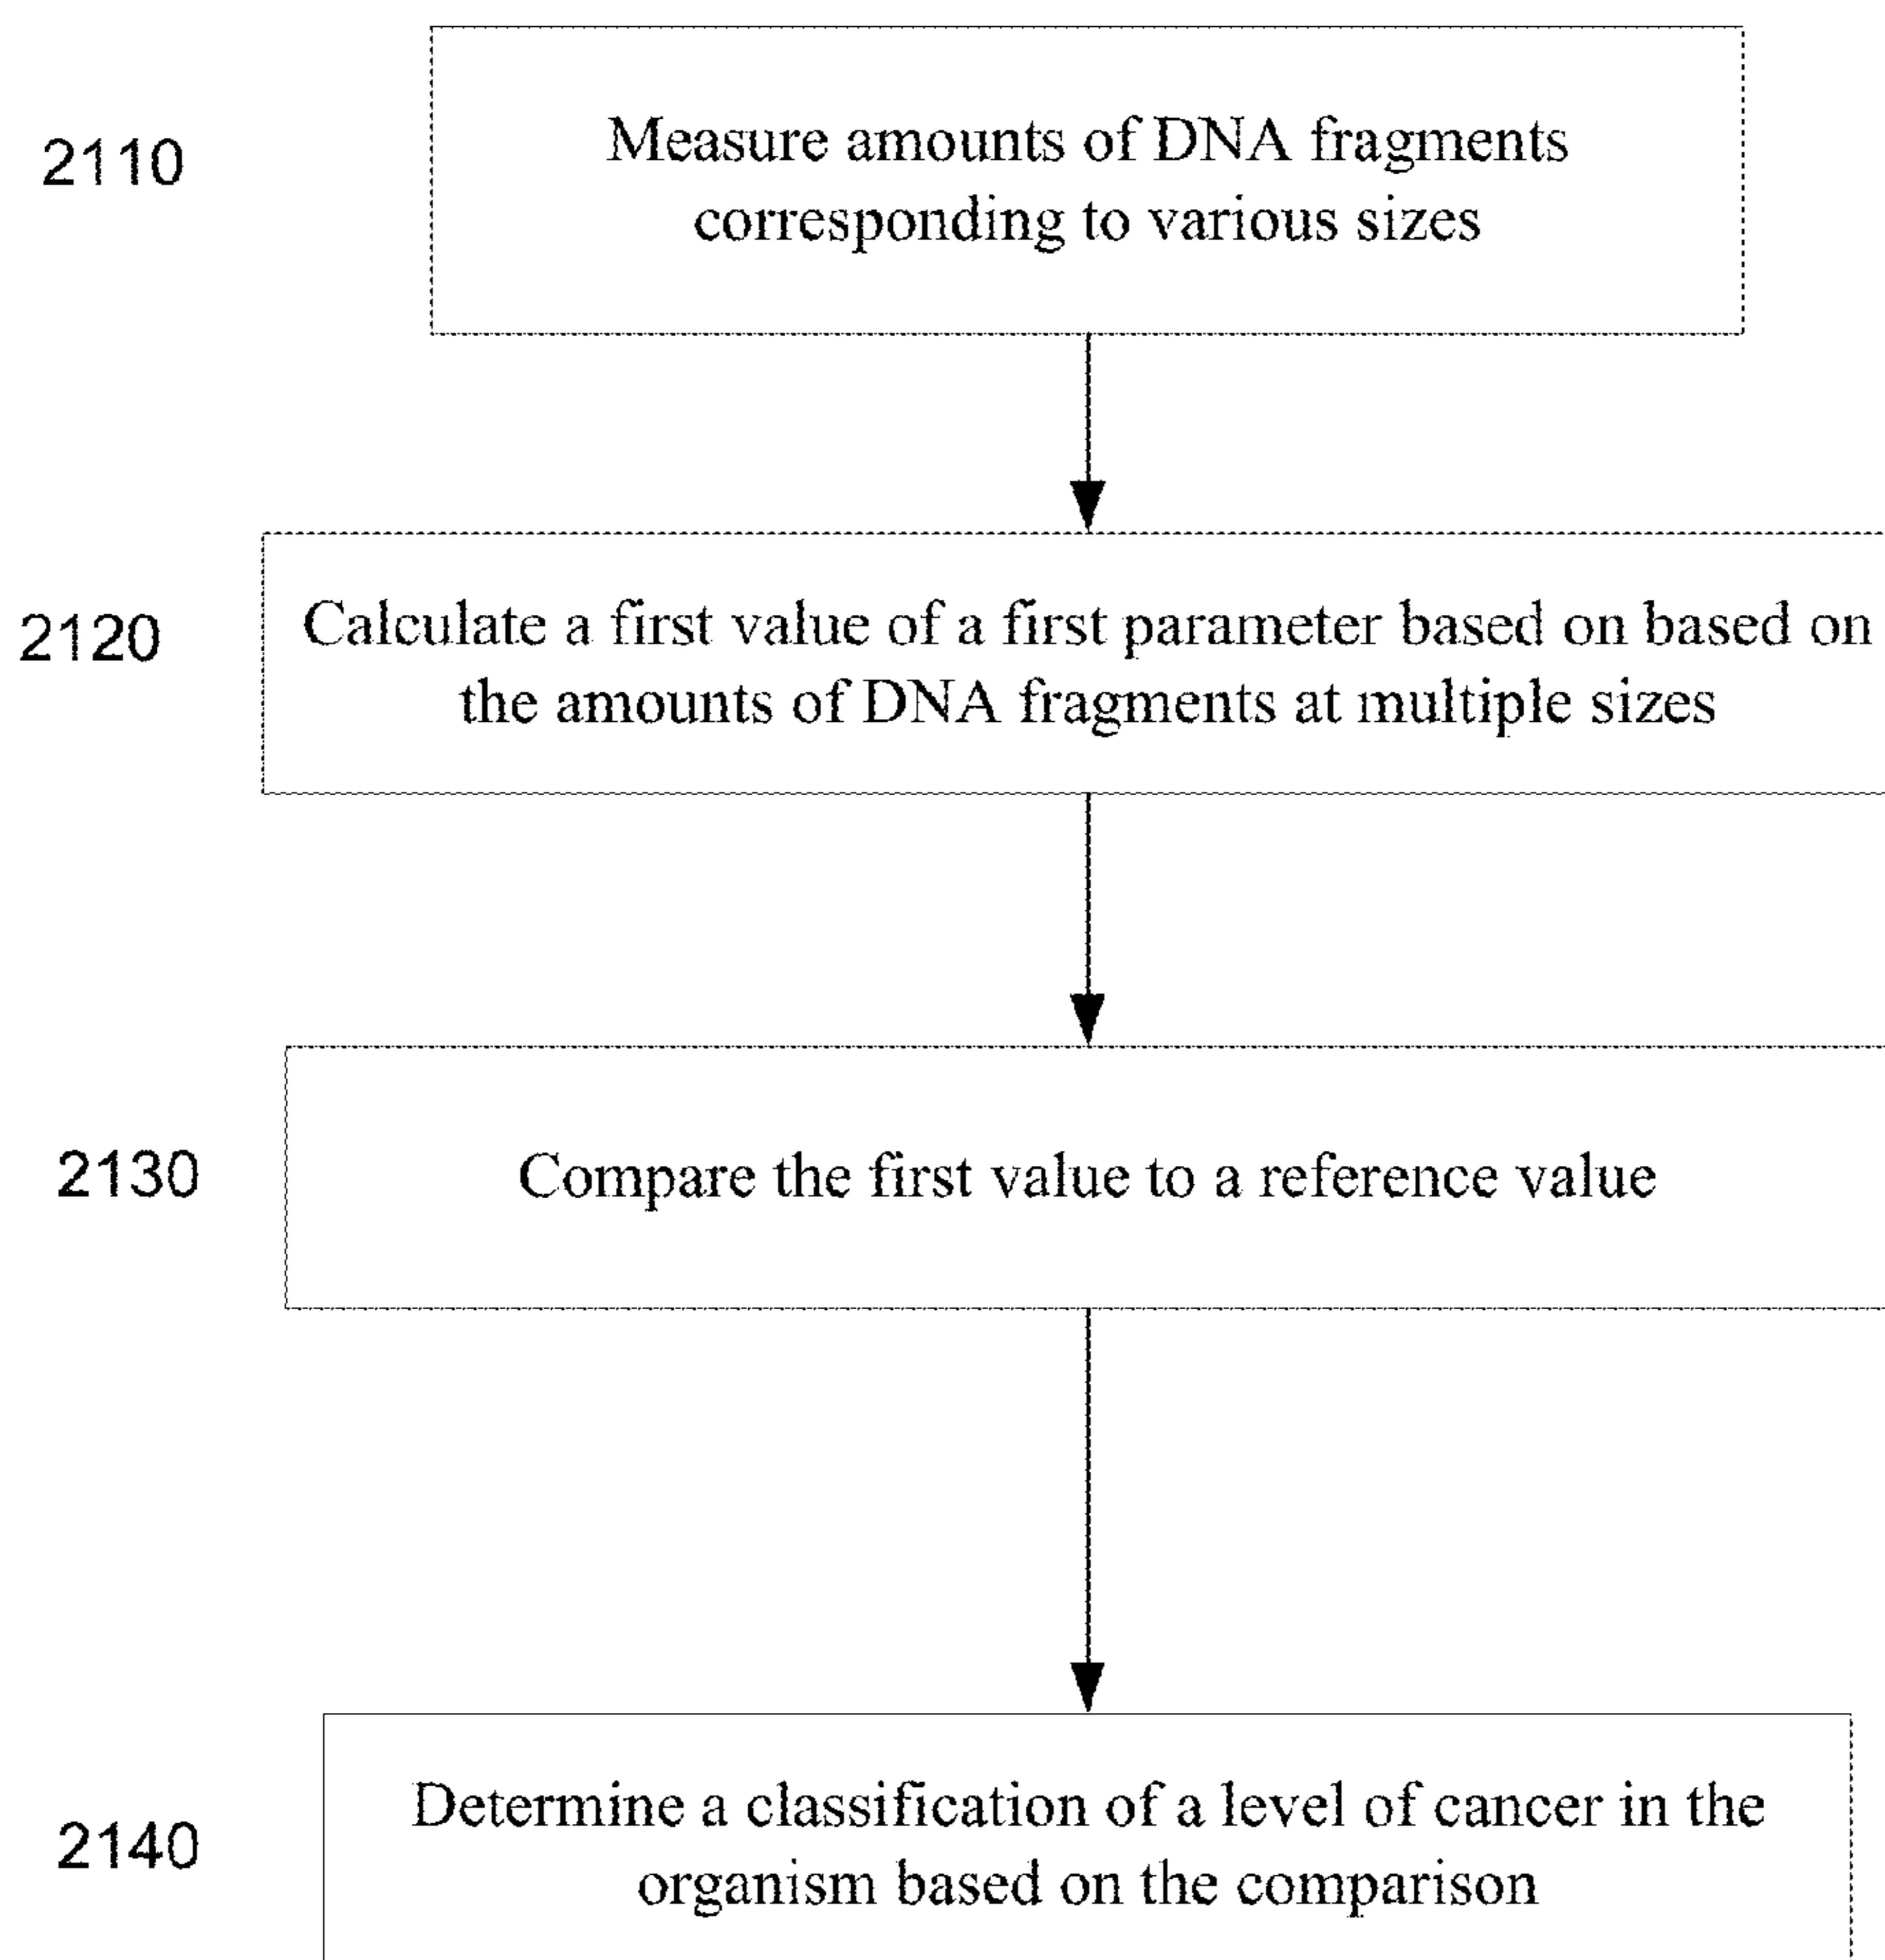 2110
Measure amounts of DNA fragments
corresponding to various sizes
2120
Calculate a first value of a first parameter based on based on
the amounts of DNA fragments at multiple sizes
2130
Compare the first value to a reference value
2140
Determine a classification of a level of cancer in the
organism based on the comparison